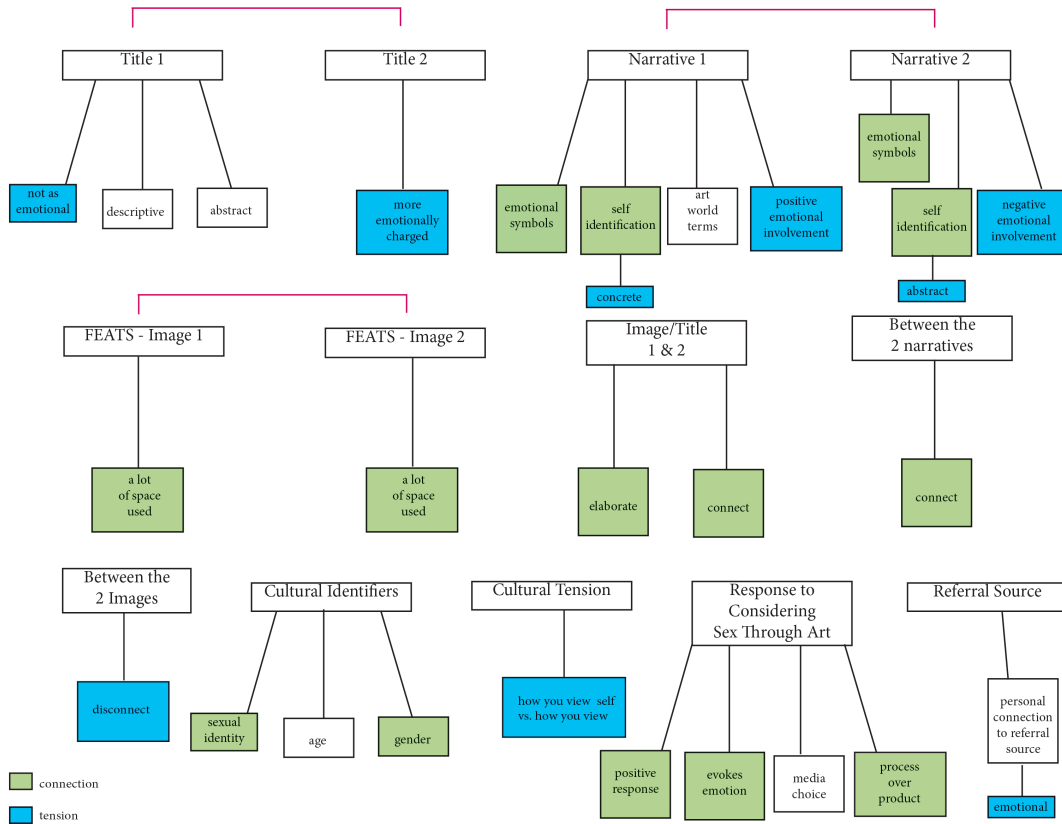 Title 1
Title 2
Narrative 1
Narrative 2
not as
emotional
descriptive
abstract
more
emotionally
charged
emotional
symbols
self
identification
concrete
art
world
terms
positive
emotional
involvement
emotional
symbols
self
identification
abstract
negative
emotional
involvement
FEATS - Image 1
FEATS - Image 2
Image/Title
1 & 2
Between the
2 narratives
a lot
of space
used
a lot
of space
used
elaborate
connect
connect
Between the
2 Images
Cultural Identifiers
Cultural Tension
Response to
Considering
Sex Through Art
Referral Source
disconnect
sexual
identity
age
gender
how you view self
vs. how you view
positive
response
evokes
emotion
media
choice
process
over
product
personal
connection
to referral
source
emotional
connection
tension